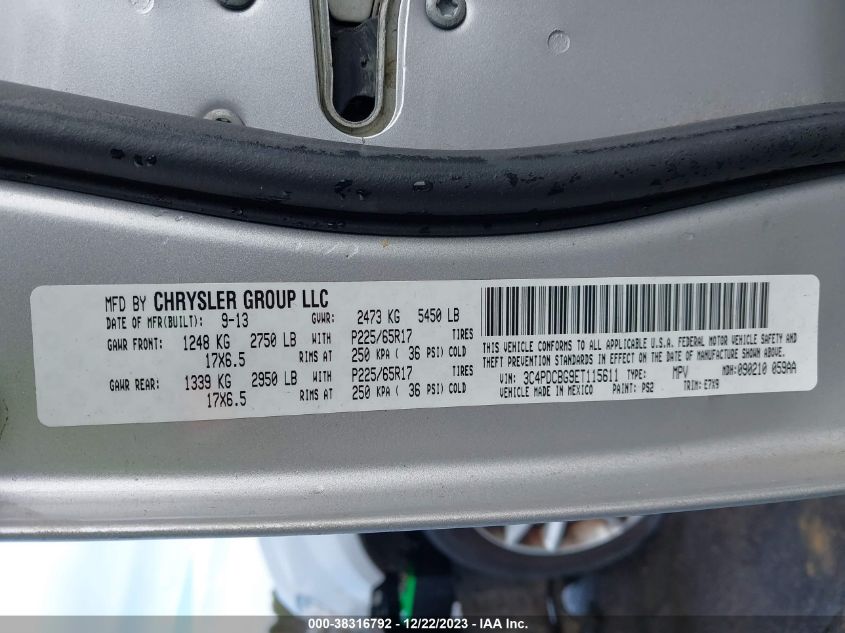 MFD BY CHRYSLER GROUP LLC
DATE OF MFR(BUILT): 9-13 GVWR: 2473 KG 5450 LB
GAWR FRONT: 1248 KG 2750 LB WITH P225/65R17 TIRES
17X6.5 RIMS AT 250 KPA ( 36 PSI) COLD
GAWR REAR: 1339 KG 2950 LB WITH P225/65R17 TIRES
17X6.5 RIMS AT 250 KPA ( 36 PSI) COLD
THIS VEHICLE CONFORMS TO ALL APPLICABLE U.S.A. FEDERAL MOTOR VEHICLE SAFETY AND
THEFT PREVENTION STANDARDS IN EFFECT ON THE DATE OF MANUFACTURE SHOWN ABOVE.
VIN: 3C4PDCBG9ET115611 TYPE: MPV MDH: 090210 059AA
VEHICLE MADE IN MEXICO PAINT: PS2 TRIM: E7X9
000-38316792 - 12/22/2023 - IAA Inc.